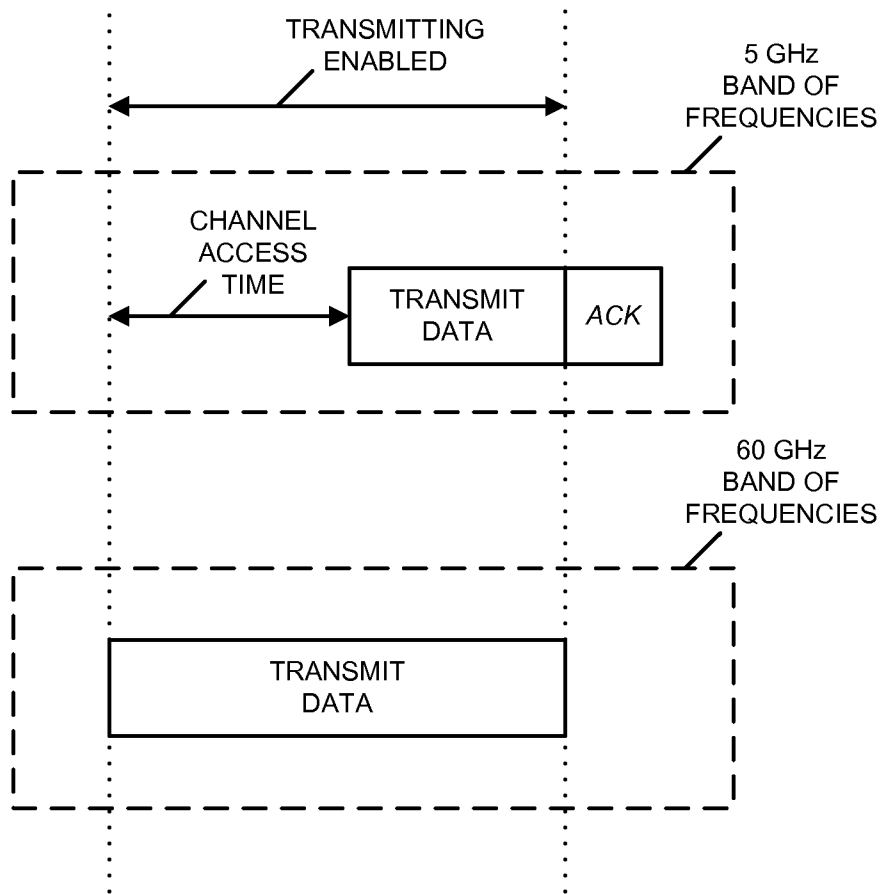 TRANSMITTING
ENABLED
5 GHz
BAND OF
FREQUENCIES
CHANNEL
ACCESS
TIME
TRANSMIT
DATA
ACK
60 GHz
BAND OF
FREQUENCIES
TRANSMIT
DATA